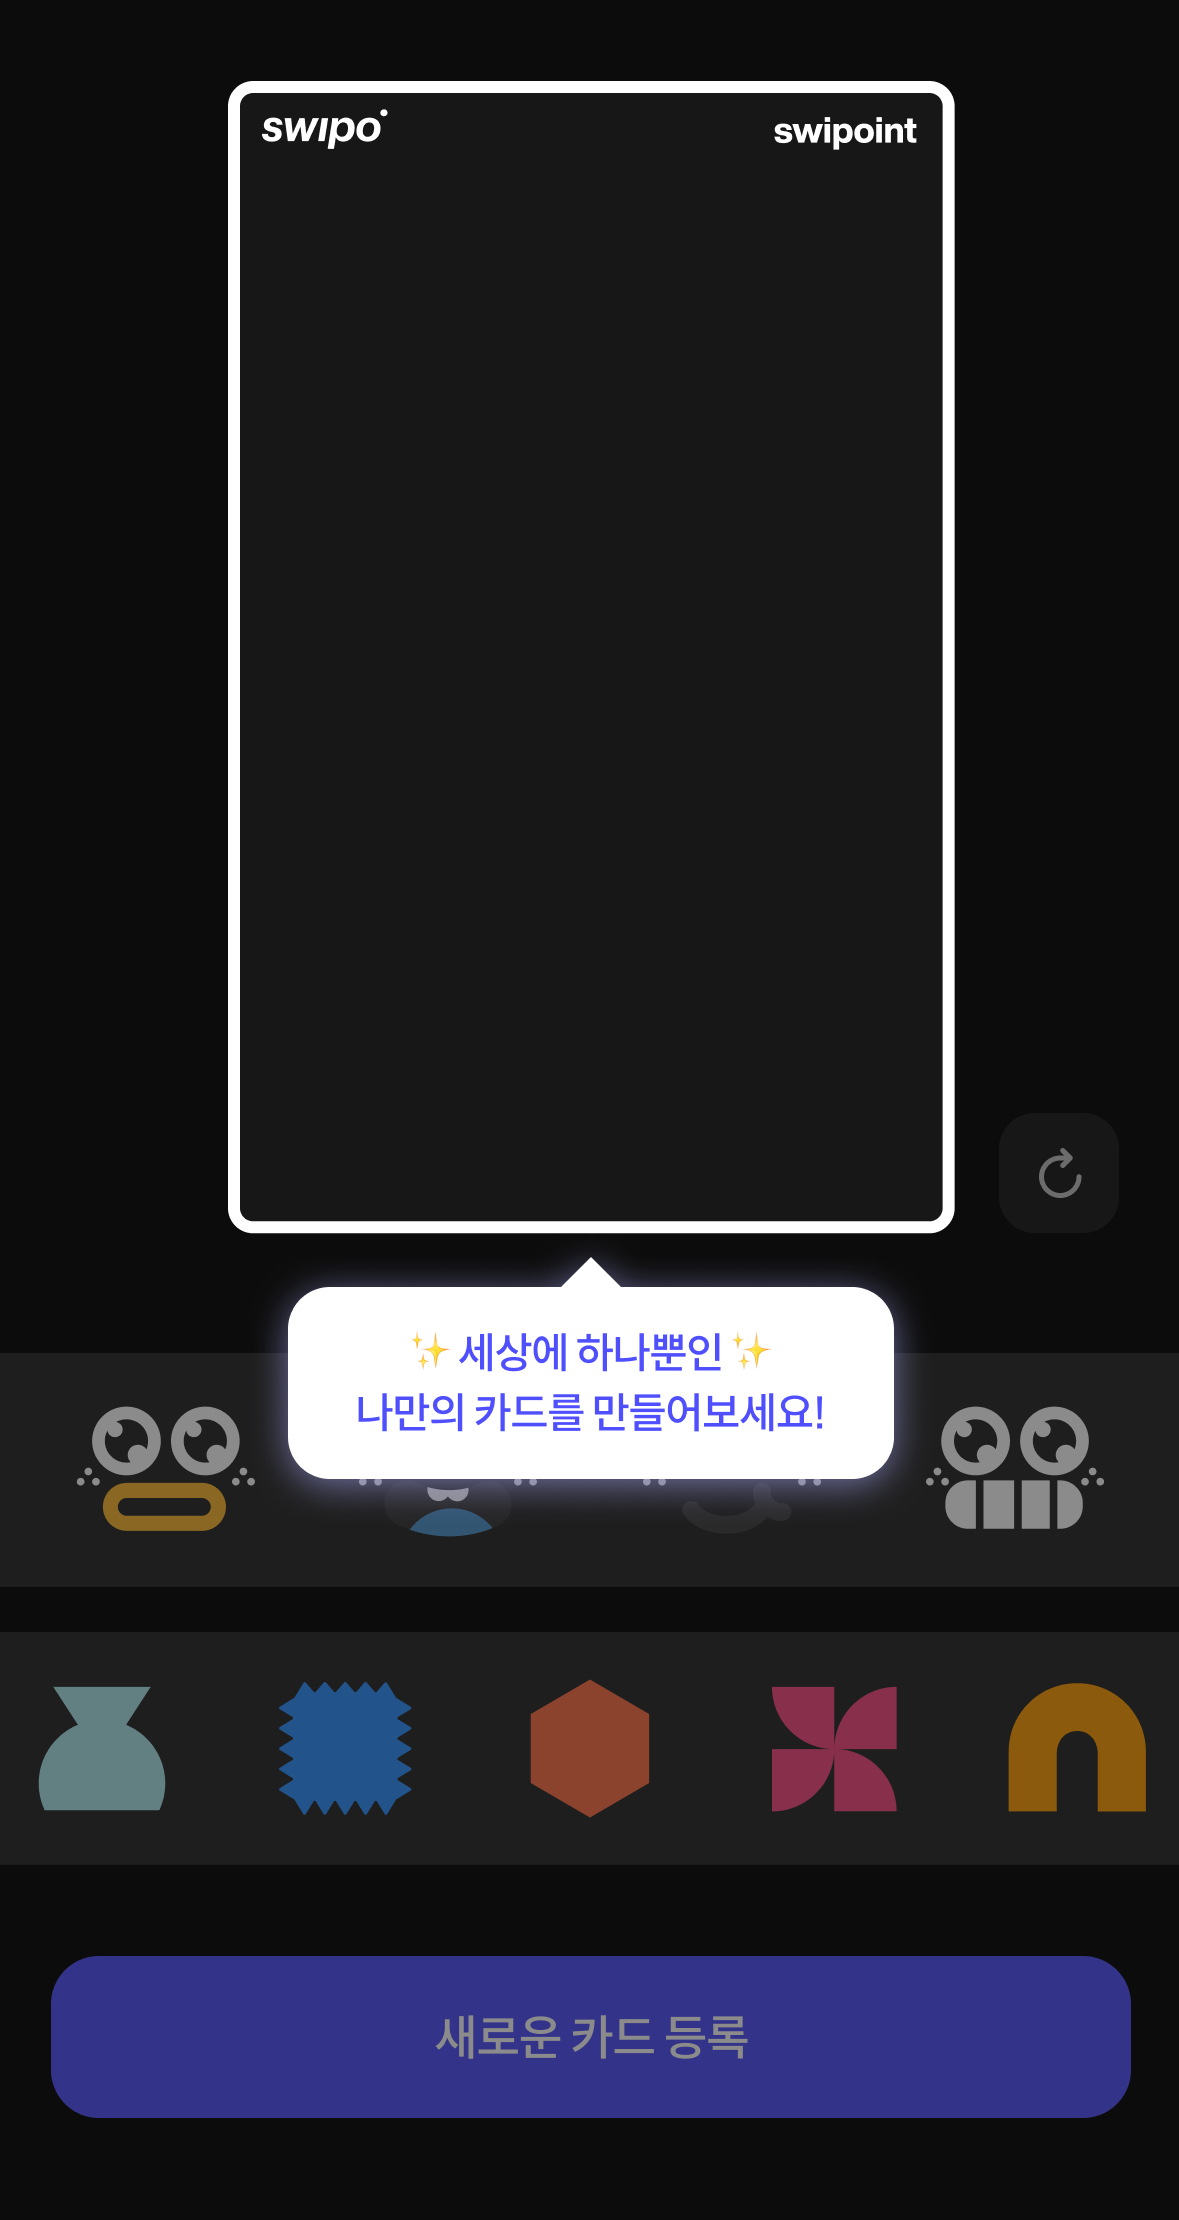 swipo
swipoint
✨ 세상에 하나뿐인 ✨
나만의 카드를 만들어보세요!
새로운 카드 등록